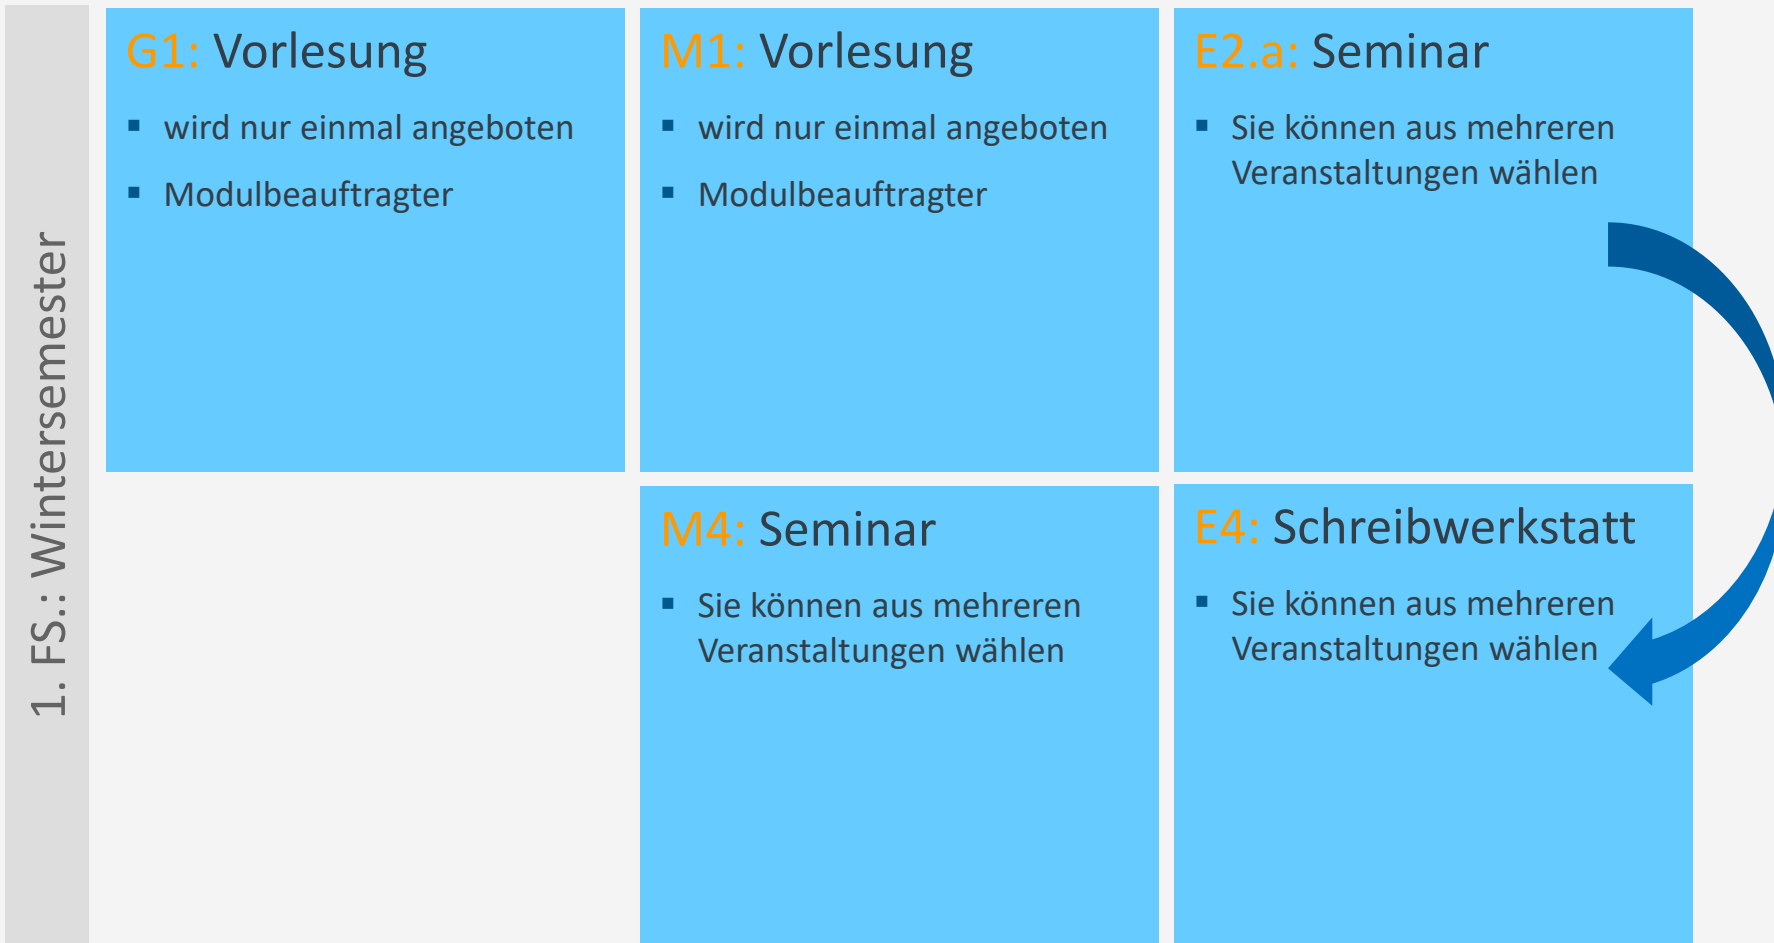 1. FS.: Wintersemester
G1: Vorlesung
▪ wird nur einmal angeboten
▪ Modulbeauftragter
M1: Vorlesung
▪ wird nur einmal angeboten
▪ Modulbeauftragter
E2.a: Seminar
▪ Sie können aus mehreren
Veranstaltungen wählen
M4: Seminar
▪ Sie können aus mehreren
Veranstaltungen wählen
E4: Schreibwerkstatt
▪ Sie können aus mehreren
Veranstaltungen wählen